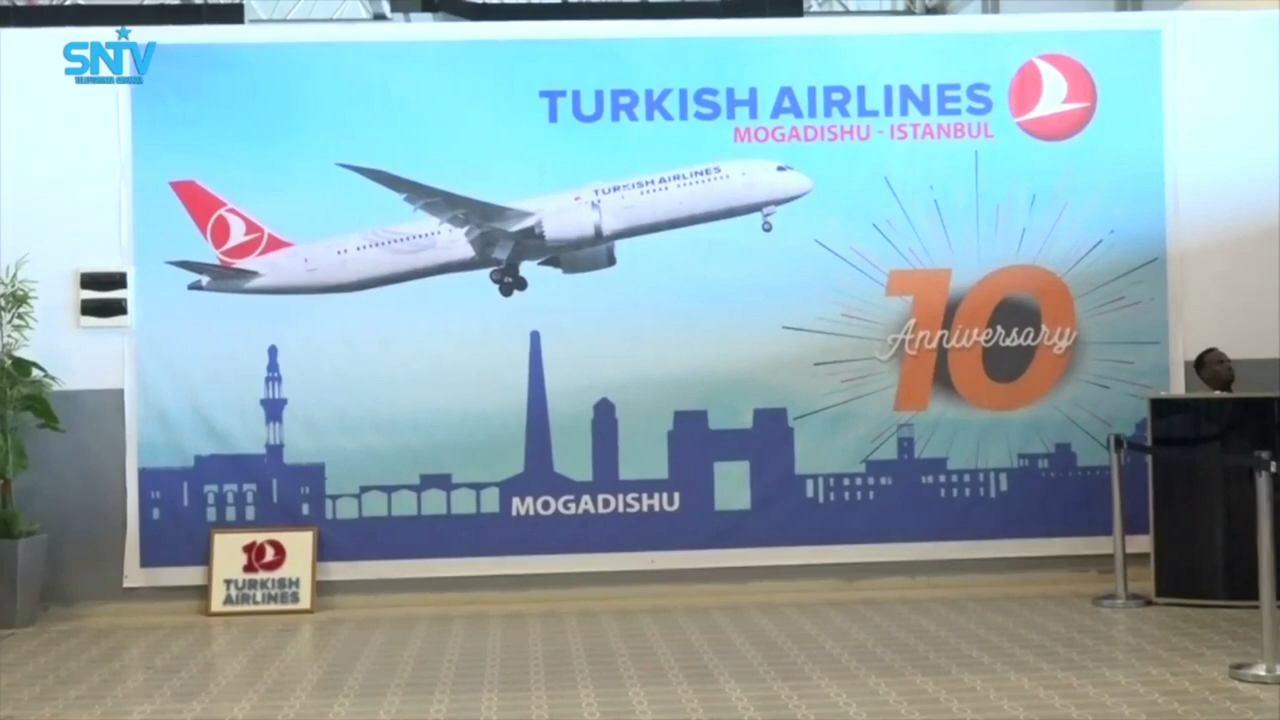 SNTV
TURKISH AIRLINES
MOGADISHU - ISTANBUL
TURKISH AIRLINES
10
Anniversary
MOGADISHU
10
TURKISH
AIRLINES